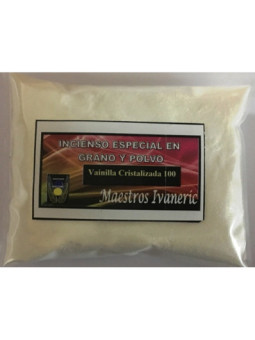 INCIENSO ESPECIAL EN
GRANO Y POLVO
Vainilla Cristalizada 100
Maestros Ivaneric